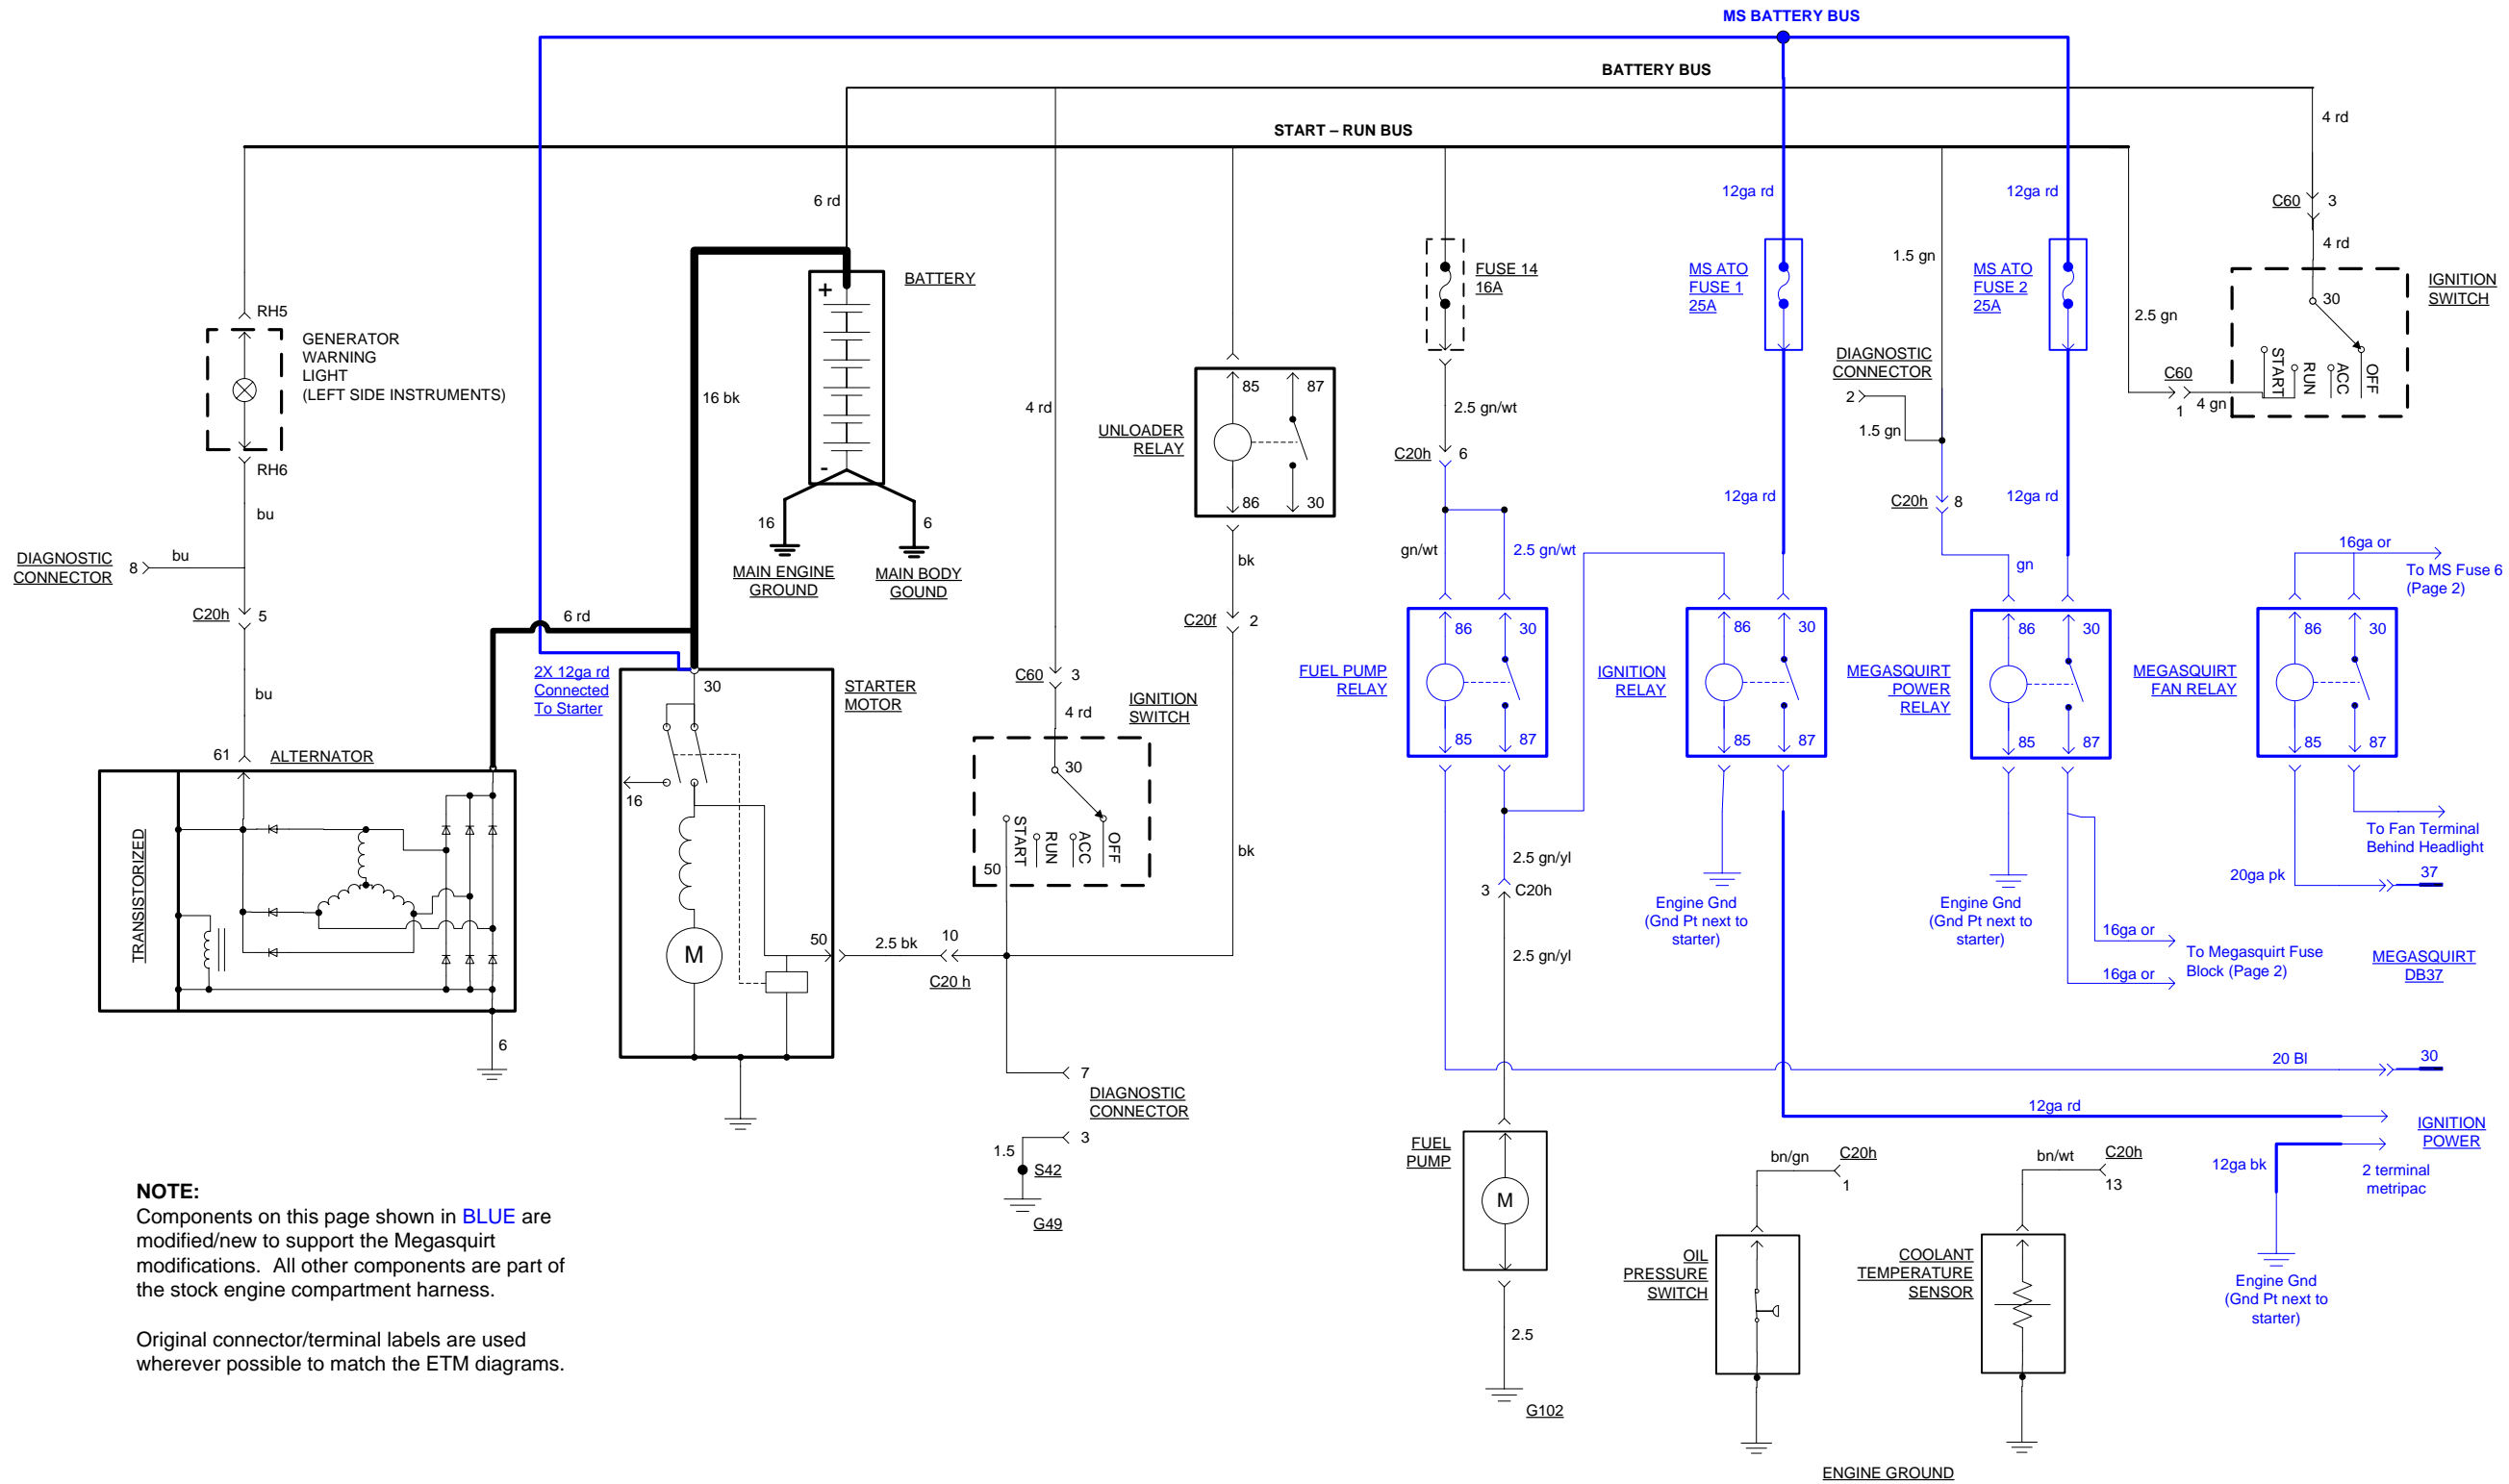 MS BATTERY BUS
BATTERY BUS
START – RUN BUS
4 rd
C60 3
4 rd
IGNITION
SWITCH
30
START
RUN
ACC
OFF
2.5 gn
C60
1
4 gn
6 rd
12ga rd
12ga rd
1.5 gn
RH5
GENERATOR
WARNING
LIGHT
(LEFT SIDE INSTRUMENTS)
RH6
bu
DIAGNOSTIC
CONNECTOR
8
bu
C20h 5
bu
61
ALTERNATOR
TRANSISTORIZED
6
6 rd
16 bk
BATTERY
+
-
16
6
MAIN ENGINE
GROUND
MAIN BODY
GOUND
2X 12ga rd
Connected
To Starter
STARTER
MOTOR
30
16
M
50
2.5 bk
10
C20 h
4 rd
C60 3
4 rd
IGNITION
SWITCH
30
START
RUN
ACC
OFF
50
7
DIAGNOSTIC
CONNECTOR
3
1.5
S42
G49
UNLOADER
RELAY
85 87
86 30
bk
C20f 2
bk
FUSE 14
16A
2.5 gn/wt
C20h 6
gn/wt
2.5 gn/wt
FUEL PUMP
RELAY
86 30
85 87
2.5 gn/yl
3 C20h
2.5 gn/yl
FUEL
PUMP
M
2.5
G102
MS ATO
FUSE 1
25A
12ga rd
IGNITION
RELAY
86 30
85 87
Engine Gnd
(Gnd Pt next to
starter)
DIAGNOSTIC
CONNECTOR
2
1.5 gn
C20h 8
gn
MS ATO
FUSE 2
25A
12ga rd
MEGASQUIRT
POWER
RELAY
86 30
85 87
Engine Gnd
(Gnd Pt next to
starter)
16ga or
16ga or
To Megasquirt Fuse
Block (Page 2)
16ga or
To MS Fuse 6
(Page 2)
MEGASQUIRT
FAN RELAY
86 30
85 87
To Fan Terminal
Behind Headlight
20ga pk
37
MEGASQUIRT
DB37
20 Bl
30
12ga rd
IGNITION
POWER
12ga bk
2 terminal
metripac
Engine Gnd
(Gnd Pt next to
starter)
bn/gn
C20h
1
OIL
PRESSURE
SWITCH
bn/wt
C20h
13
COOLANT
TEMPERATURE
SENSOR
ENGINE GROUND
NOTE:
Components on this page shown in BLUE are
modified/new to support the Megasquirt
modifications. All other components are part of
the stock engine compartment harness.
Original connector/terminal labels are used
wherever possible to match the ETM diagrams.